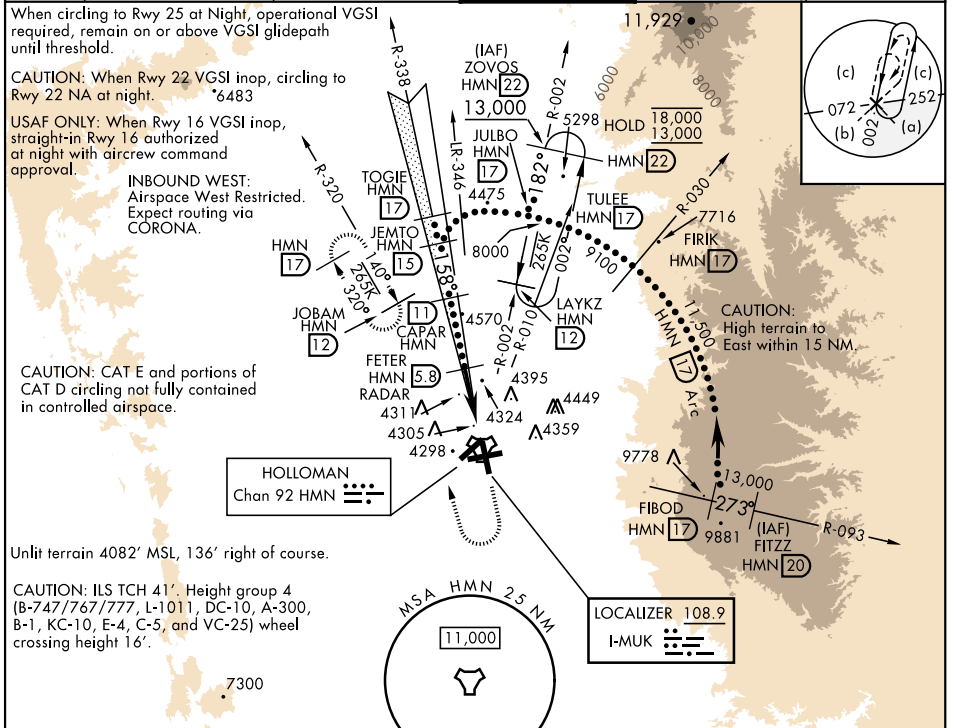 When circling to Rwy 25 at Night, operational VGSI
required, remain on or above VGSI glidepath
until threshold.
CAUTION: When Rwy 22 VGSI inop, circling to
Rwy 22 NA at night.
6483
USAF ONLY: When Rwy 16 VGSI inop,
straight-in Rwy 16 authorized
at night with aircrew command
approval.
INBOUND WEST:
Airspace West Restricted.
Expect routing via
CORONA.
R-338
R-320
LR-346
(IAF)
ZOVOS
HMN 22
13,000
R-002
11,929
10,000
6000
8000
5298
HOLD 18,000
13,000
HMN 22
JULBO
HMN
17
4475
182°
TOGIE
HMN
17
JEMTO
HMN
15
158°
8000
265K
002°
TULEE
HMN 17
9100
R-030
7716
FIRIK
HMN 17
HMN
17
140°
265K
320°
JOBAM
HMN
12
11
CAPAR
HMN
4570
R-002
R-010
LAYKZ
HMN
12
11,500
HMN 17 Arc
CAUTION:
High terrain to
East within 15 NM.
CAUTION: CAT E and portions of
CAT D circling not fully contained
in controlled airspace.
FETER
HMN 5.8
RADAR
4311
4305
4298
4324
4395
4449
4359
9778
13,000
273°
FIBOD
HMN 17
9881
(IAF)
FITZZ
HMN 20
R-093
HOLLOMAN
Chan 92 HMN
Unlit terrain 4082' MSL, 136' right of course.
CAUTION: ILS TCH 41'. Height group 4
(B-747/767/777, L-1011, DC-10, A-300,
B-1, KC-10, E-4, C-5, and VC-25) wheel
crossing height 16'.
7300
MSA HMN 25 NM
11,000
LOCALIZER 108.9
I-MUK
(c)
(c)
072
252
(b)
002
(a)